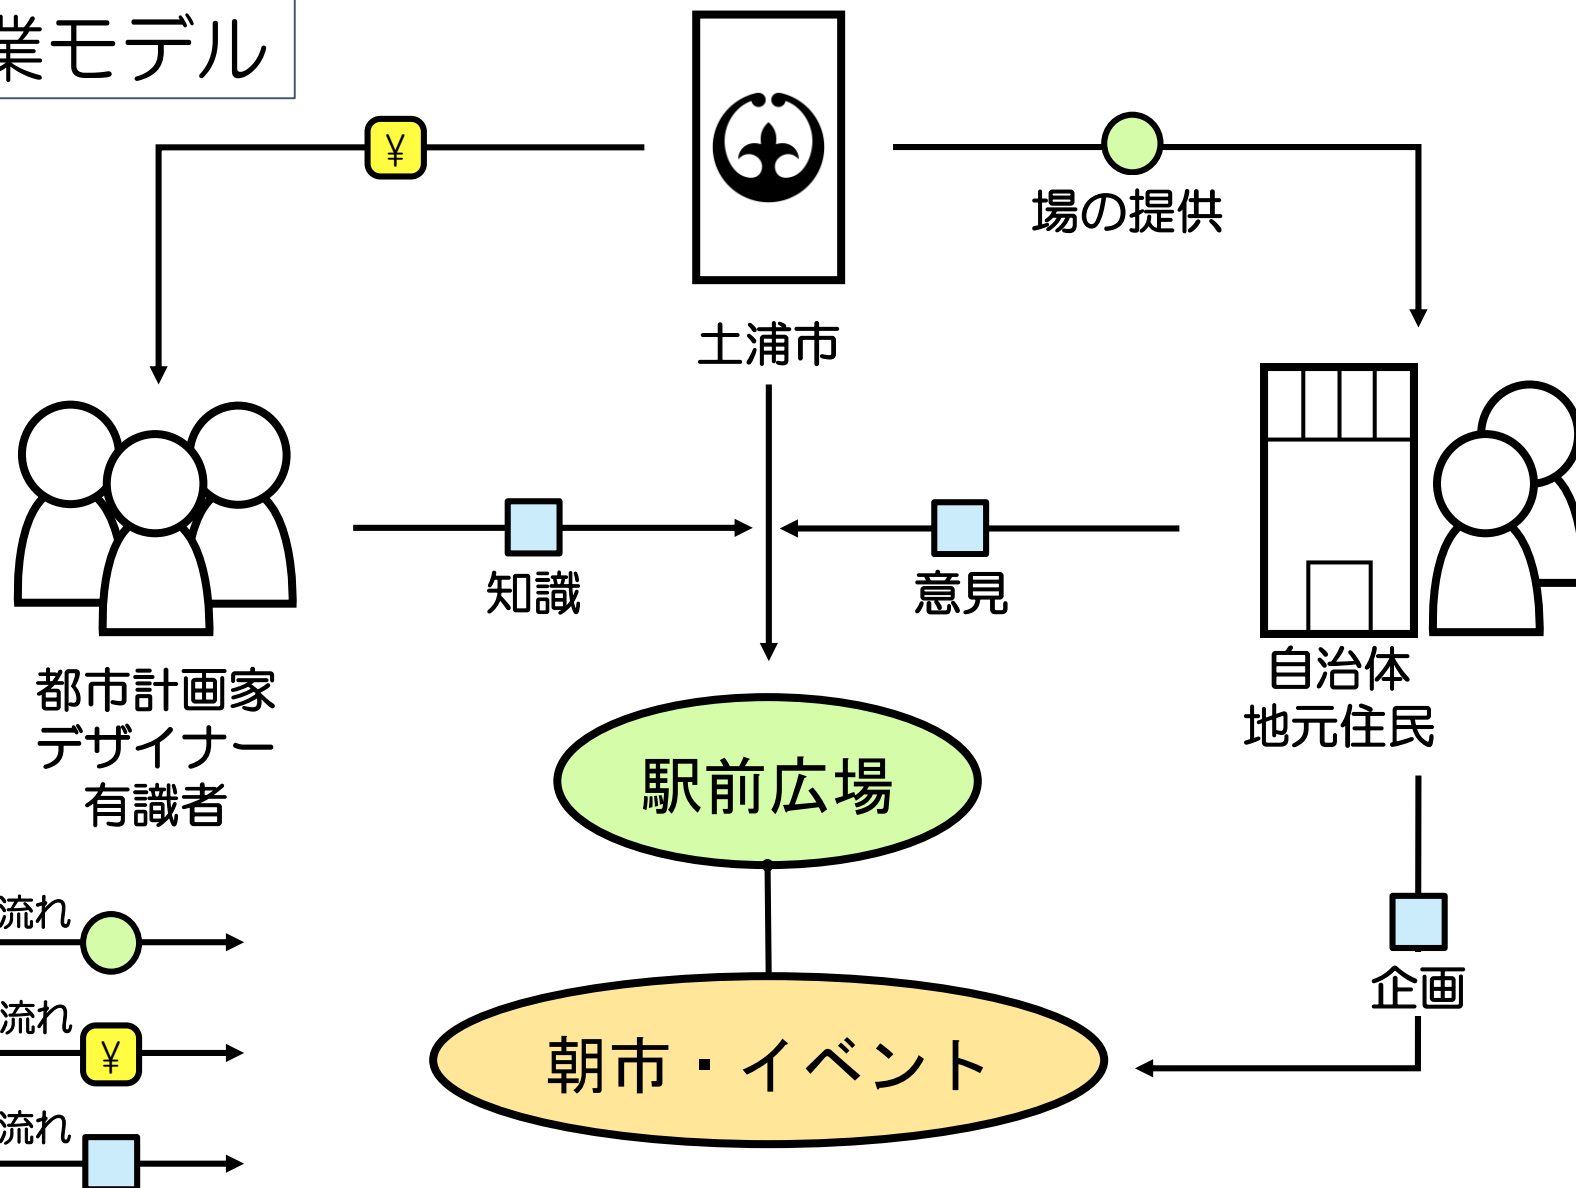 業モデル
¥
場の提供
土浦市
知識
意見
都市計画家
デザイナー
有識者
自治体
地元住民
駅前広場
企画
朝市・イベント
流れ
流れ
¥
流れ